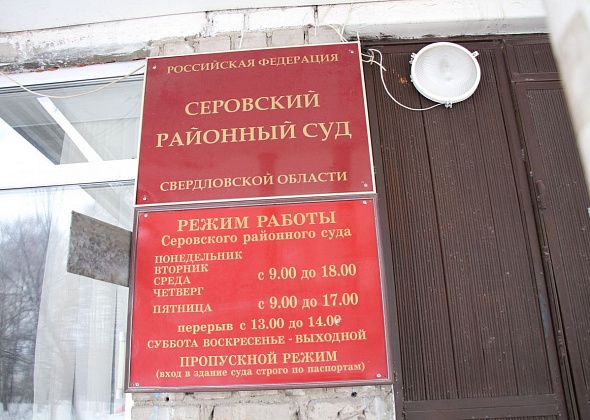 РОССИЙСКАЯ ФЕДЕРАЦИЯ
СЕРОВСКИЙ
РАЙОННЫЙ СУД
СВЕРДЛОВСКОЙ ОБЛАСТИ
РЕЖИМ РАБОТЫ
Серовского районного суда
ПОНЕДЕЛЬНИК
ВТОРНИК
СРЕДА с 9.00 до 18.00
ЧЕТВЕРГ
ПЯТНИЦА с 9.00 до 17.00
перерыв с 13.00 до 14.00
СУББОТА ВОСКРЕСЕНЬЕ - ВЫХОДНОЙ
ПРОПУСКНОЙ РЕЖИМ
(вход в здание суда строго по паспортам)